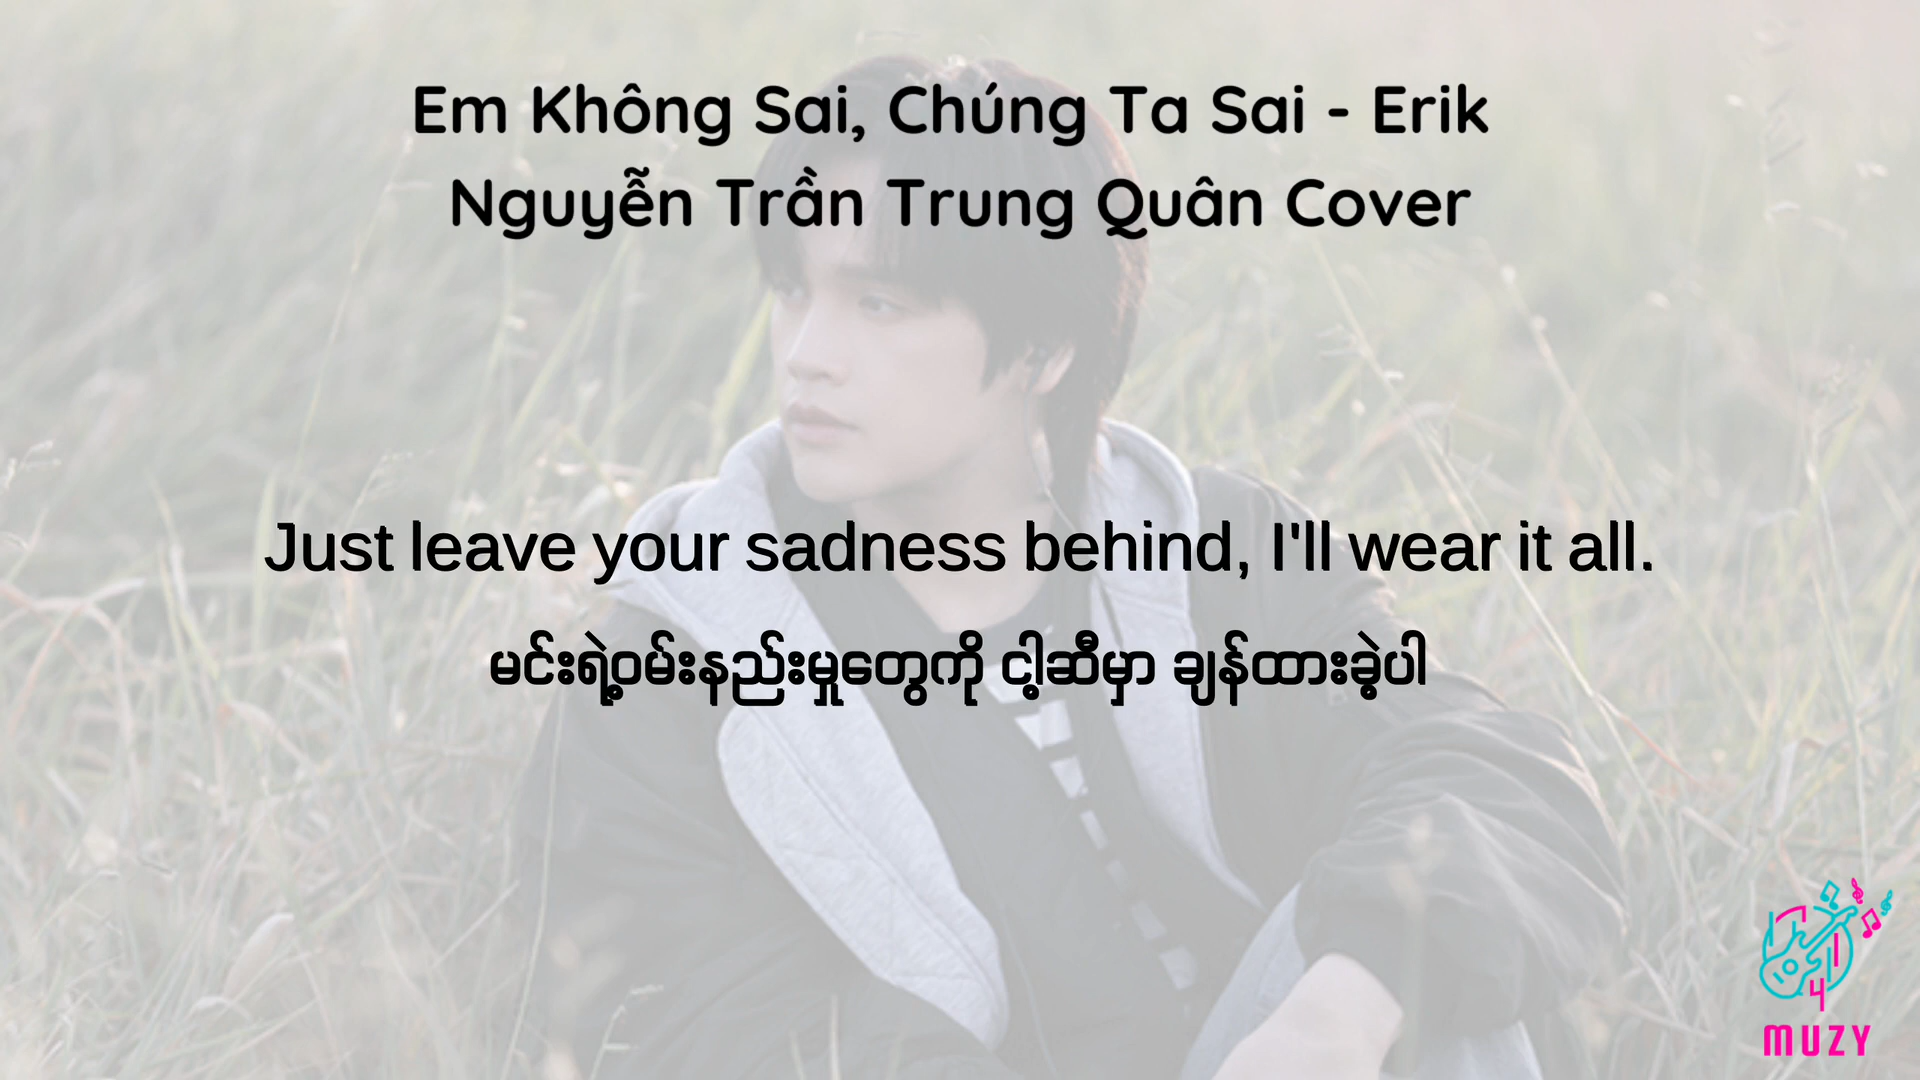 Em Không Sai, Chúng Ta Sai - Erik
Nguyễn Trần Trung Quân Cover
Just leave your sadness behind, I'll wear it all.
မင်းရဲ့ဝမ်းနည်းမှုတွေကို ငါ့ဆီမှာ ချန်ထားခဲ့ပါ
4
MUZY